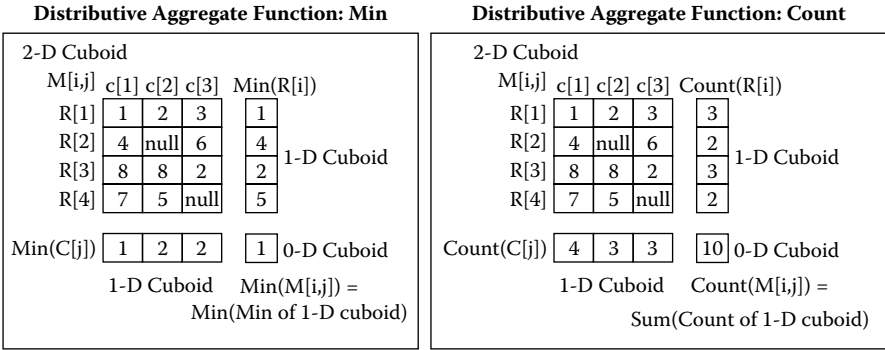 Distributive Aggregate Function: Min
2-D Cuboid
M[i,j] c[1] c[2] c[3] Min(R[i])
R[1] 1 2 3 1
R[2] 4 null 6 4
R[3] 8 8 2 2
1-D Cuboid
R[4] 7 5 null 5
Min(C[j]) 1 2 2 1 0-D Cuboid
1-D Cuboid Min(M[i,j]) =
Min(Min of 1-D cuboid)
Distributive Aggregate Function: Count
2-D Cuboid
M[i,j] c[1] c[2] c[3] Count(R[i])
R[1] 1 2 3 3
R[2] 4 null 6 2
R[3] 8 8 2 3
1-D Cuboid
R[4] 7 5 null 2
Count(C[j]) 4 3 3 10 0-D Cuboid
1-D Cuboid Count(M[i,j]) =
Sum(Count of 1-D cuboid)